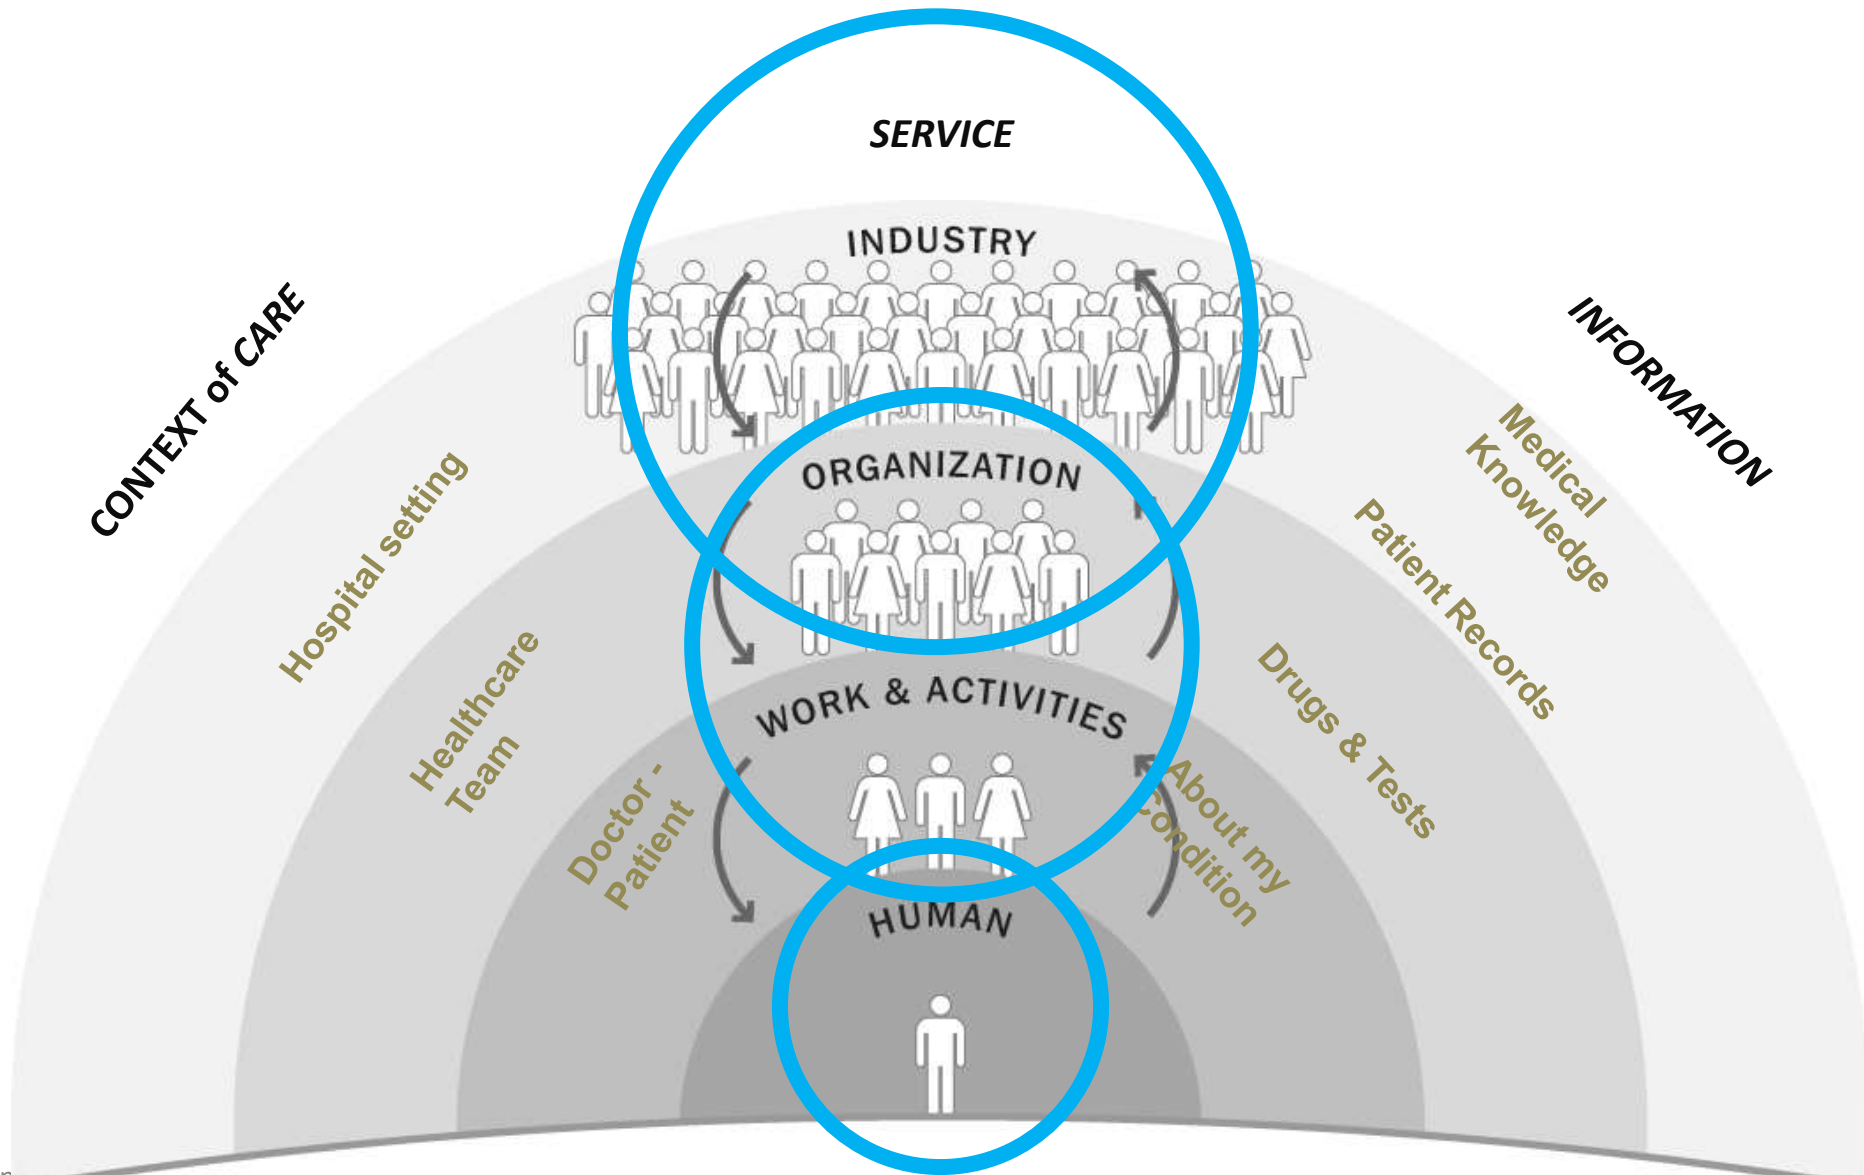 SERVICE
INDUSTRY
CONTEXT of CARE
INFORMATION
Hospital setting
Medical
Knowledge
ORGANIZATION
Patient Records
Healthcare
Team
Drugs & Tests
WORK & ACTIVITIES
Doctor -
Patient
About my
Condition
HUMAN